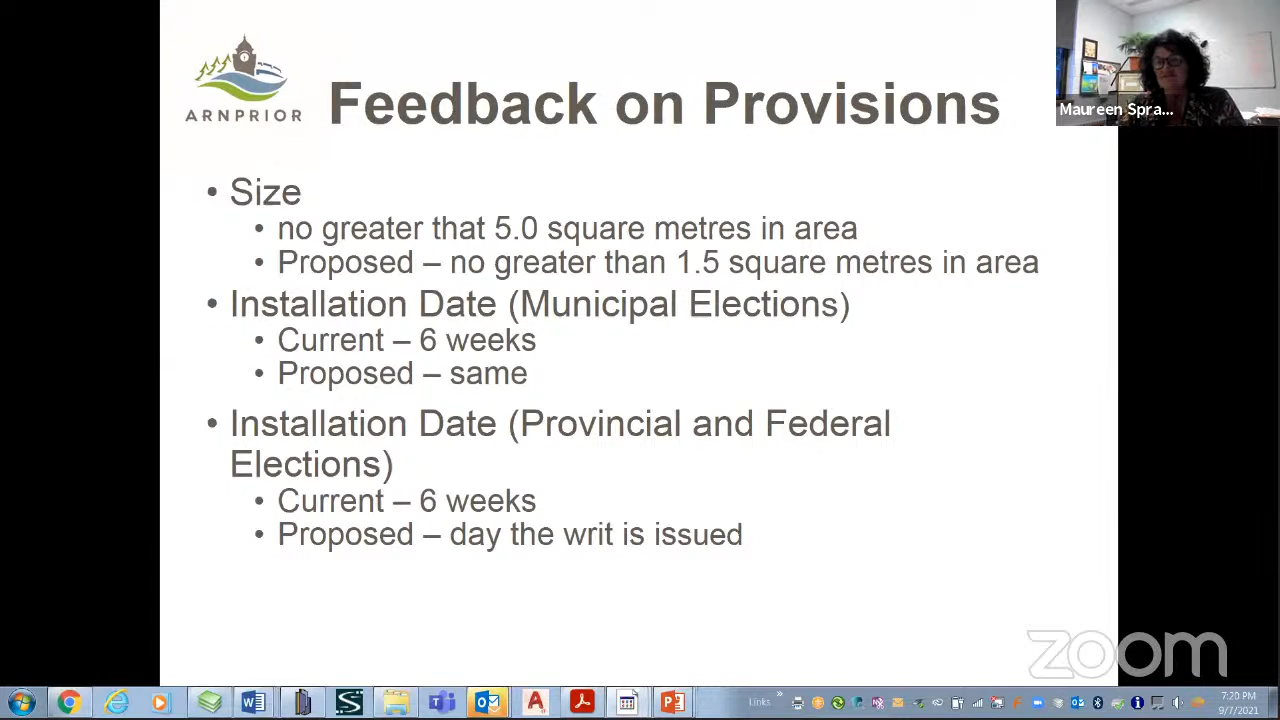 ARNPRIOR
Feedback on Provisions
Maureen Spra...
• Size
• no greater that 5.0 square metres in area
• Proposed – no greater than 1.5 square metres in area
• Installation Date (Municipal Elections)
• Current – 6 weeks
• Proposed – same
• Installation Date (Provincial and Federal
Elections)
• Current – 6 weeks
• Proposed – day the writ is issued
zoom
Links
7:20 PM
9/7/2021